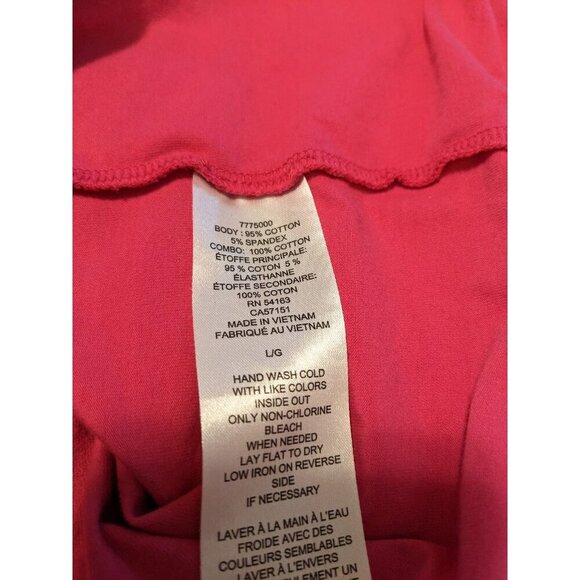 7775000
BODY : 95% COTTON
5% SPANDEX
COMBO: 100% COTTON
ÉTOFFE PRINCIPALE:
95 % COTON 5 %
ÉLASTHANNE
ÉTOFFE SECONDAIRE:
100% COTON
RN 54163
CA57151
MADE IN VIETNAM
FABRIQUÉ AU VIETNAM
L/G
HAND WASH COLD
WITH LIKE COLORS
INSIDE OUT
ONLY NON-CHLORINE
BLEACH
WHEN NEEDED
LAY FLAT TO DRY
LOW IRON ON REVERSE
SIDE
IF NECESSARY
LAVER À LA MAIN À L'EAU
FROIDE AVEC DES
COULEURS SEMBLABLES
LAVER À L'ENVERS
SEULEMENT UN